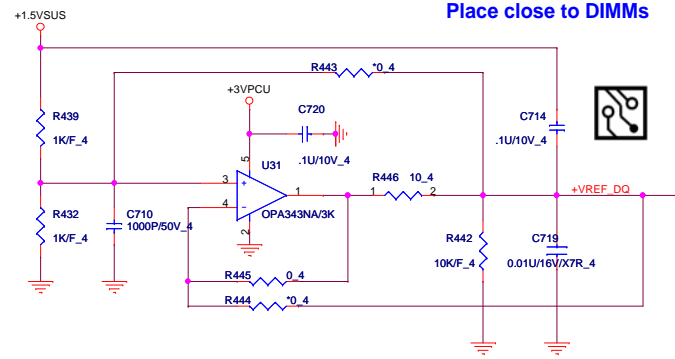 Place close to DIMMs
+1.5VSUS
R443 *0_4
+3VPCU
R439
1K/F_4
C720
.1U/10V_4
C714
.1U/10V_4
5
U31
3 +
4 -
1
OPA343NA/3K
2
R446 10_4
1 2
+VREF_DQ
R432
1K/F_4
C710
1000P/50V_4
R442
10K/F_4
C719
0.01U/16V/X7R_4
R445 0_4
R444 *0_4